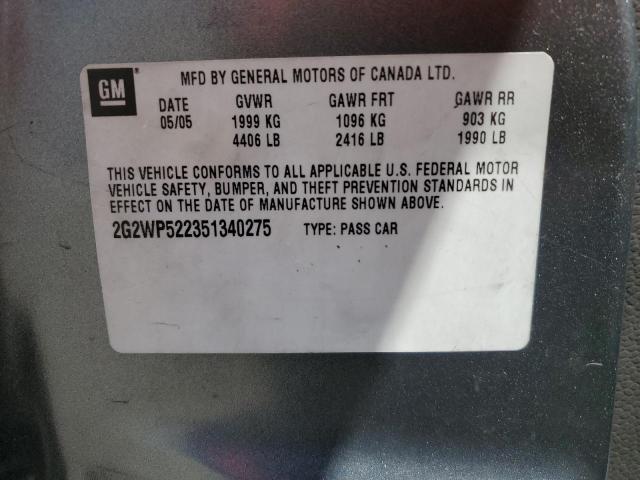 GM
MFD BY GENERAL MOTORS OF CANADA LTD.
DATE GVWR GAWR FRT GAWR RR
05/05 1999 KG 1096 KG 903 KG
4406 LB 2416 LB 1990 LB
THIS VEHICLE CONFORMS TO ALL APPLICABLE U.S. FEDERAL MOTOR
VEHICLE SAFETY, BUMPER, AND THEFT PREVENTION STANDARDS IN
EFFECT ON THE DATE OF MANUFACTURE SHOWN ABOVE.
2G2WP522351340275 TYPE: PASS CAR